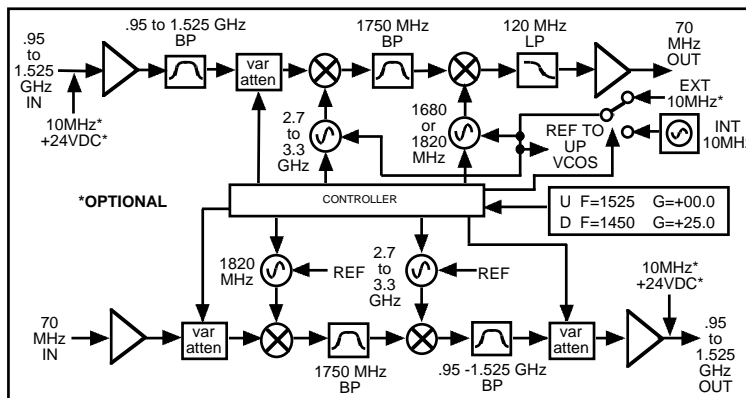 .95
to
1.525
GHz
IN
.95 to 1.525 GHz
BP
var
atten
1750 MHz
BP
120 MHz
LP
70
MHz
OUT
10MHz*
+24VDC*
2.7
to
3.3
GHz
1680
or
1820
MHz
REF TO
UP
VCOS
EXT
10MHz*
INT
10MHz
*OPTIONAL
CONTROLLER
U F=1525 G=+00.0
D F=1450 G=+25.0
1820
MHz
REF
2.7
to
3.3
GHz
REF
10MHz*
+24VDC*
70
MHz
IN
var
atten
1750 MHz
BP
.95 -1.525 GHz
BP
var
atten
.95
to
1.525
GHz
OUT